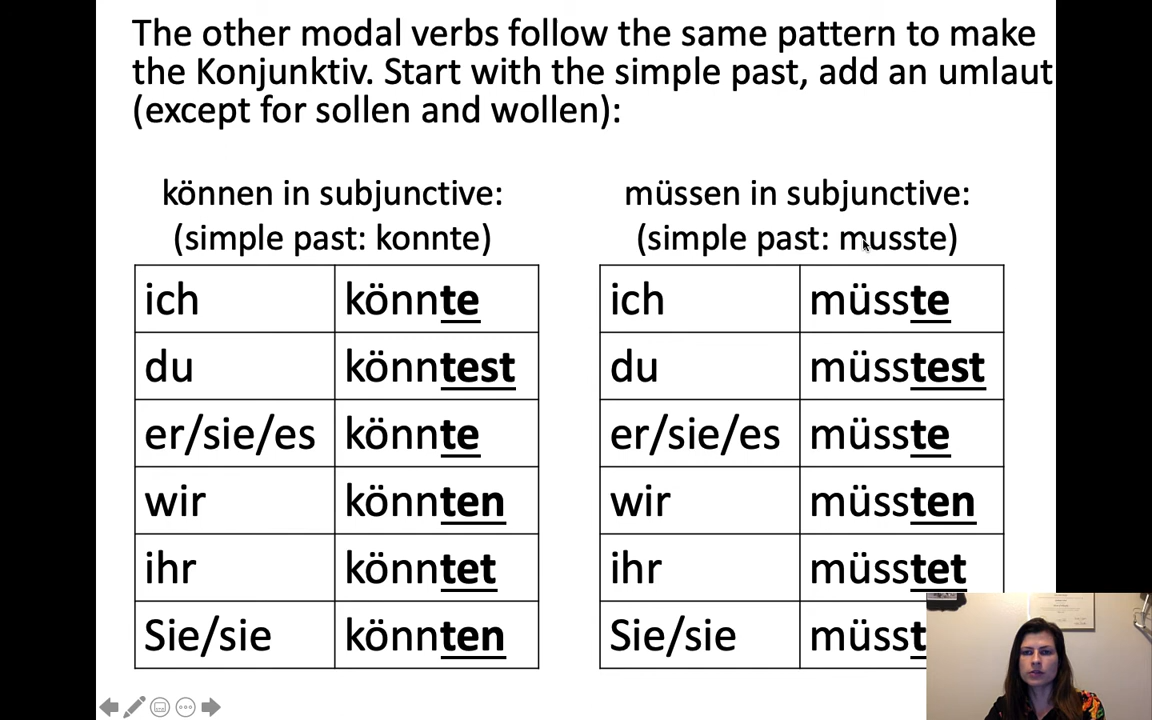 The other modal verbs follow the same pattern to make
the Konjunktiv. Start with the simple past, add an umlaut
(except for sollen and wollen):
können in subjunctive:
(simple past: konnte)
ich könnte
du könntest
er/sie/es könnte
wir könnten
ihr könntet
Sie/sie könnten
müssen in subjunctive:
(simple past: musste)
ich müsste
du müsstest
er/sie/es müsste
wir müssten
ihr müsstet
Sie/sie müsst